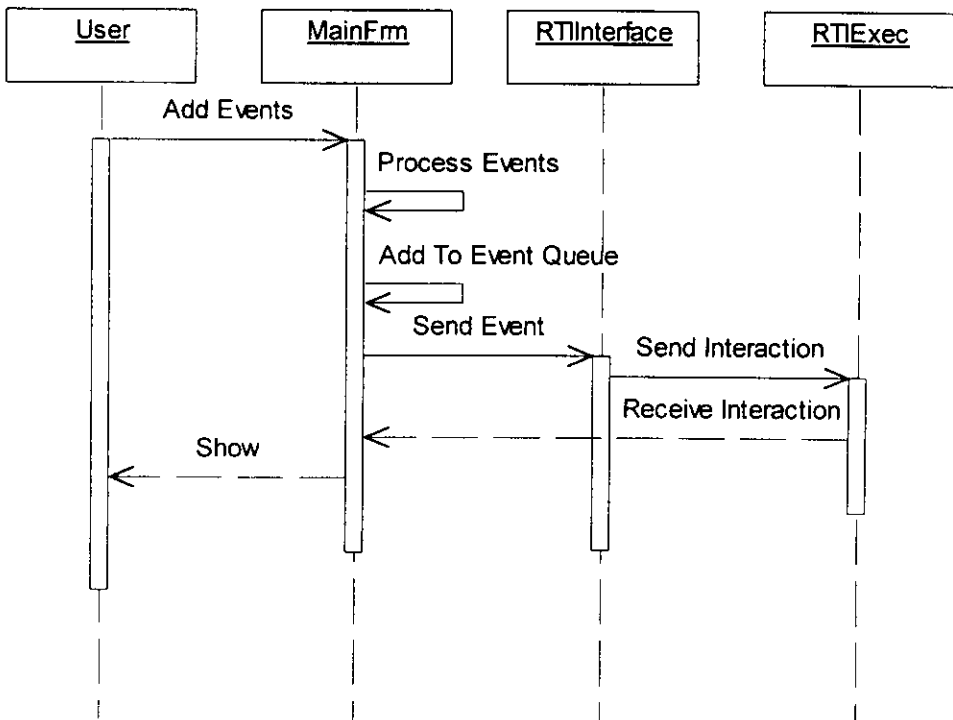 User
MainFrm
RTIInterface
RTIExec
Add Events
Process Events
Add To Event Queue
Send Event
Send Interaction
Receive Interaction
Show